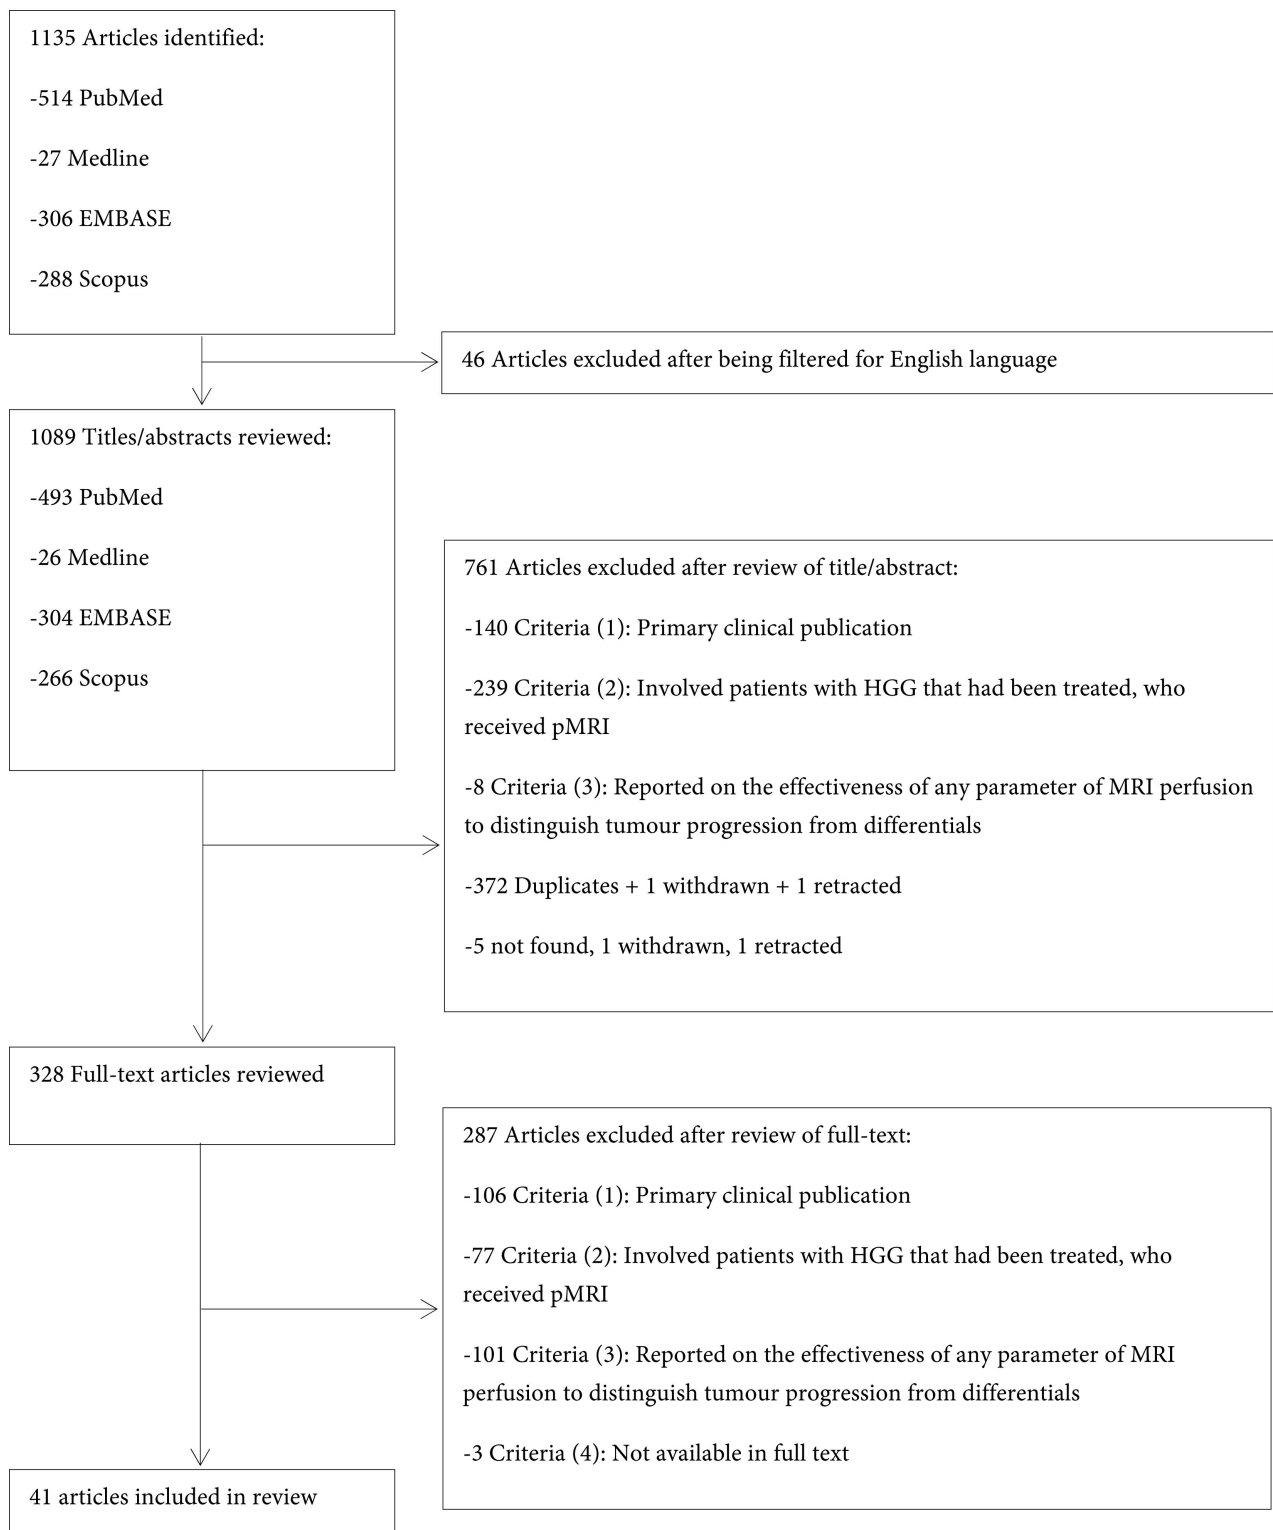 1135 Articles identified:
-514 PubMed
-27 Medline
-306 EMBASE
-288 Scopus
46 Articles excluded after being filtered for English language
1089 Titles/abstracts reviewed:
-493 PubMed
-26 Medline
-304 EMBASE
-266 Scopus
761 Articles excluded after review of title/abstract:
-140 Criteria (1): Primary clinical publication
-239 Criteria (2): Involved patients with HGG that had been treated, who
received pMRI
-8 Criteria (3): Reported on the effectiveness of any parameter of MRI perfusion
to distinguish tumour progression from differentials
-372 Duplicates + 1 withdrawn + 1 retracted
-5 not found, 1 withdrawn, 1 retracted
328 Full-text articles reviewed
287 Articles excluded after review of full-text:
-106 Criteria (1): Primary clinical publication
-77 Criteria (2): Involved patients with HGG that had been treated, who
received pMRI
-101 Criteria (3): Reported on the effectiveness of any parameter of MRI
perfusion to distinguish tumour progression from differentials
-3 Criteria (4): Not available in full text
41 articles included in review